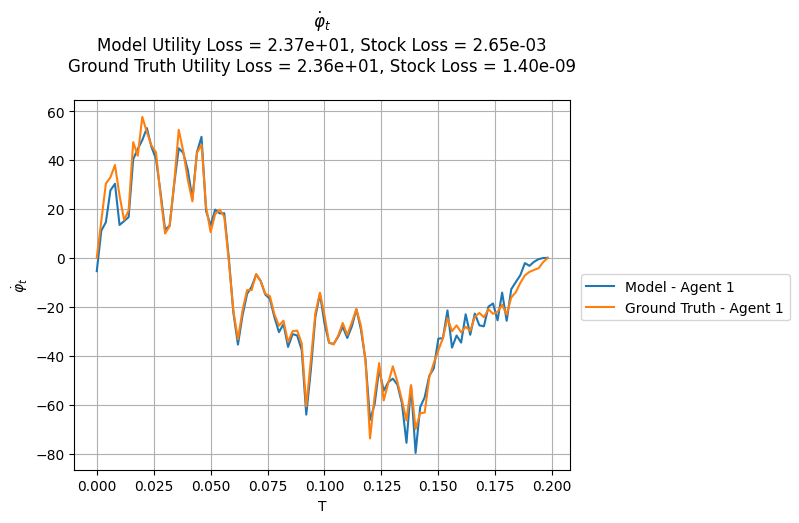 φ̇ₜ
Model Utility Loss = 2.37e+01, Stock Loss = 2.65e-03
Ground Truth Utility Loss = 2.36e+01, Stock Loss = 1.40e-09
60
40
20
0
−20
−40
−60
−80
φ̇ₜ
0.000 0.025 0.050 0.075 0.100 0.125 0.150 0.175 0.200
T
Model - Agent 1
Ground Truth - Agent 1